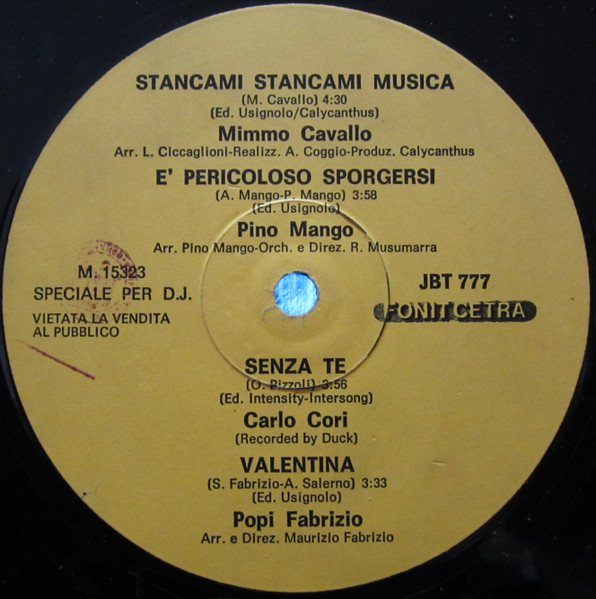 STANCAMI STANCAMI MUSICA
(M. Cavallo) 4:30
(Ed. Usignolo/Calycanthus)
Mimmo Cavallo
Arr. L. Ciccaglioni-Realizz. A. Coggio-Produz. Calycanthus
E' PERICOLOSO SPORGERSI
(A. Mango-P. Mango) 3:58
(Ed. Usignolo)
Pino Mango
Arr. Pino Mango-Orch. e Direz. R. Musumarra
M. 15323
SPECIALE PER D.J.
VIETATA LA VENDITA
AL PUBBLICO
JBT 777
FONIT CETRA
SENZA TE
(O. Pizzoli) 3:56
(Ed. Intensity-Intersong)
Carlo Cori
(Recorded by Duck)
VALENTINA
(S. Fabrizio-A. Salerno) 3:33
(Ed. Usignolo)
Popi Fabrizio
Arr. e Direz. Maurizio Fabrizio